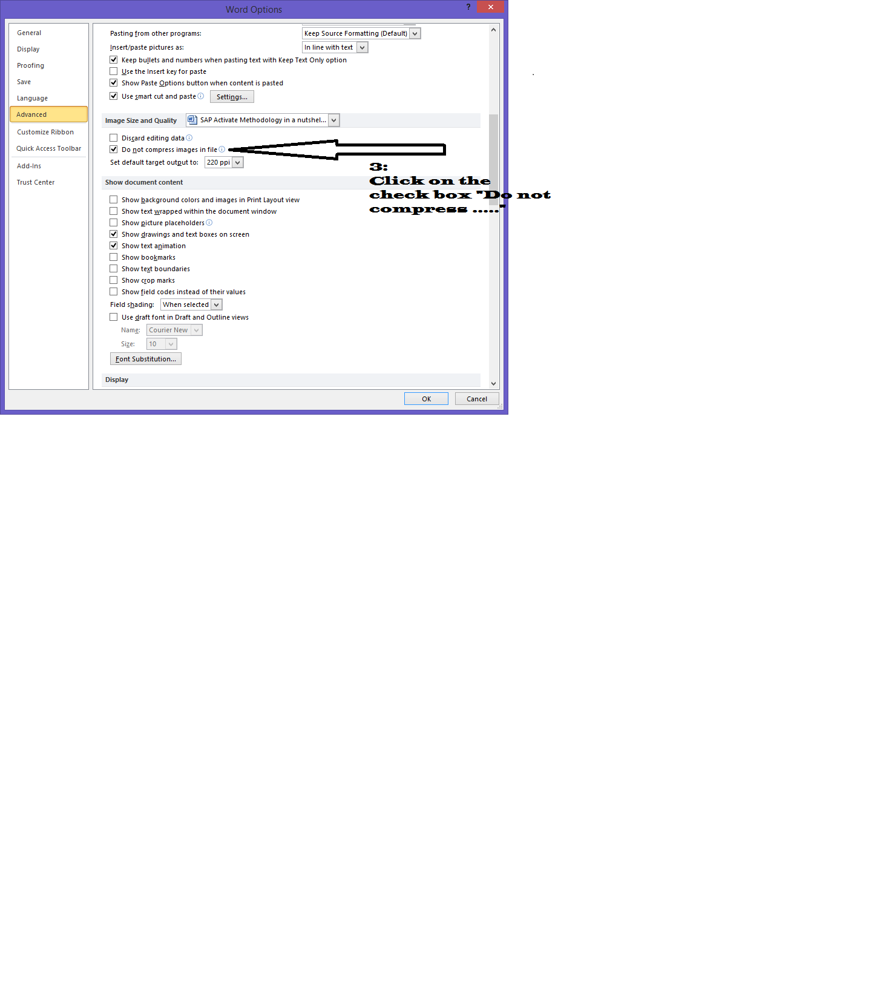 Word Options
?
General
Display
Proofing
Save
Language
Advanced
Customize Ribbon
Quick Access Toolbar
Add-Ins
Trust Center
Pasting from other programs: Keep Source Formatting (Default)
Insert/paste pictures as: In line with text
Keep bullets and numbers when pasting text with Keep Text Only option
Use the Insert key for paste
Show Paste Options button when content is pasted
Use smart cut and paste Settings...
Image Size and Quality SAP Activate Methodology in a nutshel...
Discard editing data
Do not compress images in file
Set default target output to: 220 ppi
3:
Click on the
check box "Do not
compress ....."
Show document content
Show background colors and images in Print Layout view
Show text wrapped within the document window
Show picture placeholders
Show drawings and text boxes on screen
Show text animation
Show bookmarks
Show text boundaries
Show crop marks
Show field codes instead of their values
Field shading: When selected
Use draft font in Draft and Outline views
Name: Courier New
Size: 10
Font Substitution...
Display
OK Cancel